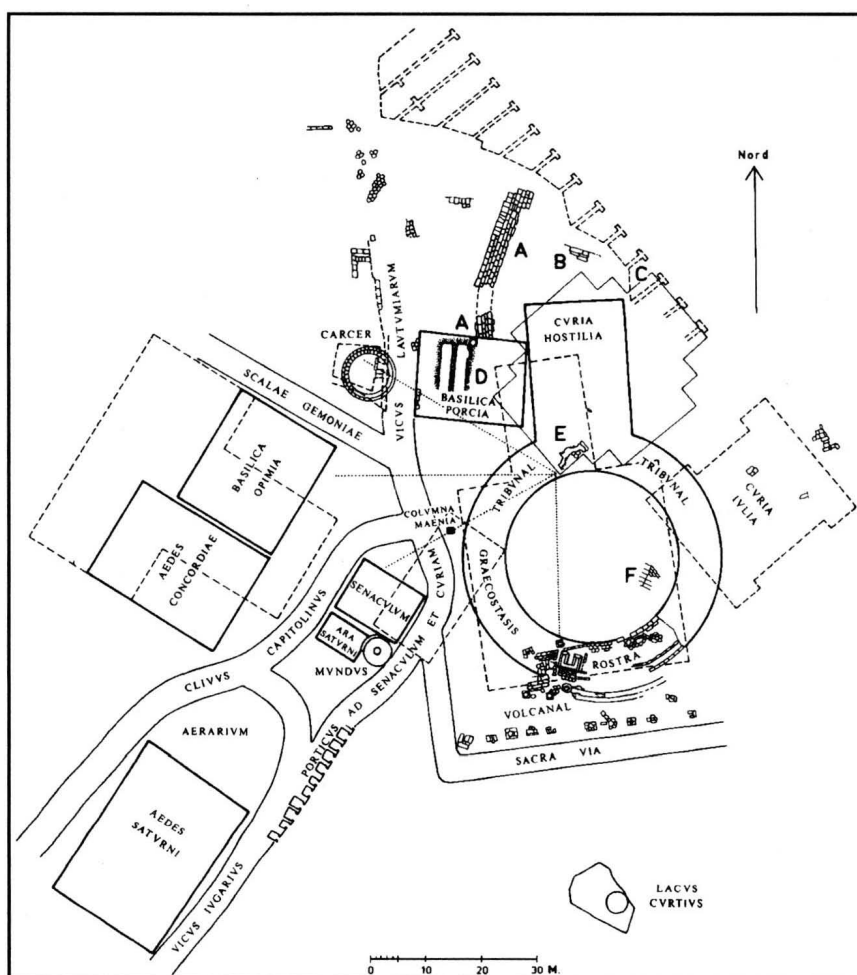 Nord
A
B
C
CVRIA
HOSTILIA
A
CARCER
VICVS LAVTVMIARVM
D
BASILICA
PORCIA
SCALAE GEMONIAE
E
TRIBVNAL
TRIBVNAL
BASILICA
OPIMIA
CVRIA
IVLIA
COLVMNA
MAENIA
AEDES
CONCORDIAE
GRAECOSTASIS
F
SENACVLVM
ARA
SATVRNI
CLIVVS CAPITOLINVS
MVNDVS
PORTICVS AD SENACVLVM ET CVRIAM
ROSTRA
VOLCANAL
AERARIVM
SACRA VIA
AEDES
SATVRNI
VICVS IVGARIVS
LACVS
CVRTIVS
0 10 20 30 M.